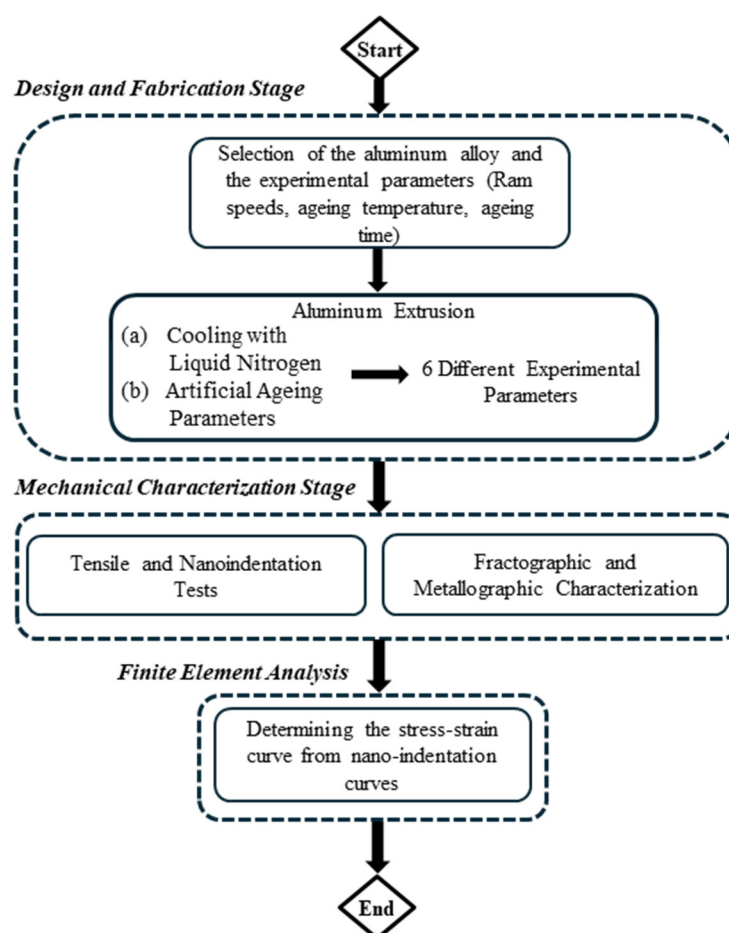 Start
Design and Fabrication Stage
Selection of the aluminum alloy and
the experimental parameters (Ram
speeds, ageing temperature, ageing
time)
Aluminum Extrusion
(a) Cooling with
Liquid Nitrogen
(b) Artificial Ageing
Parameters
6 Different Experimental
Parameters
Mechanical Characterization Stage
Tensile and Nanoindentation
Tests
Fractographic and
Metallographic Characterization
Finite Element Analysis
Determining the stress-strain
curve from nano-indentation
curves
End